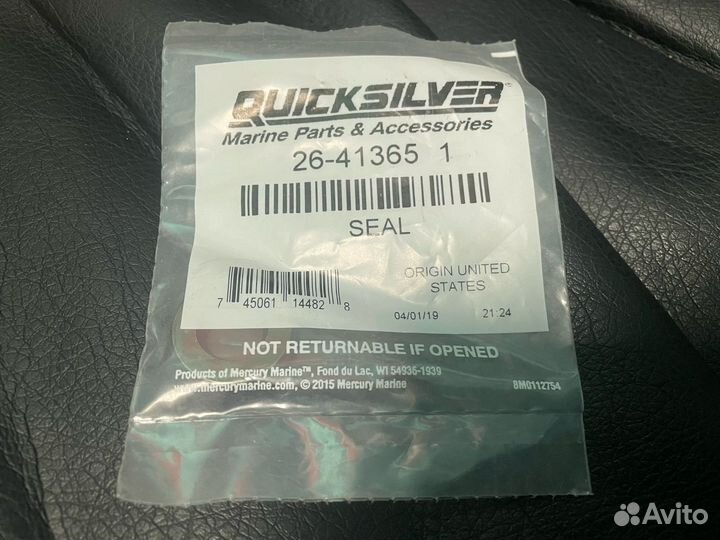 QUICKSILVER
Marine Parts & Accessories
26-41365 1
SEAL
7 45061 14482 8
ORIGIN UNITED
STATES
04/01/19 21:24
NOT RETURNABLE IF OPENED
Products of Mercury Marine™, Fond du Lac, WI 54936-1939
www.mercurymarine.com, © 2015 Mercury Marine
8M0112754
Avito